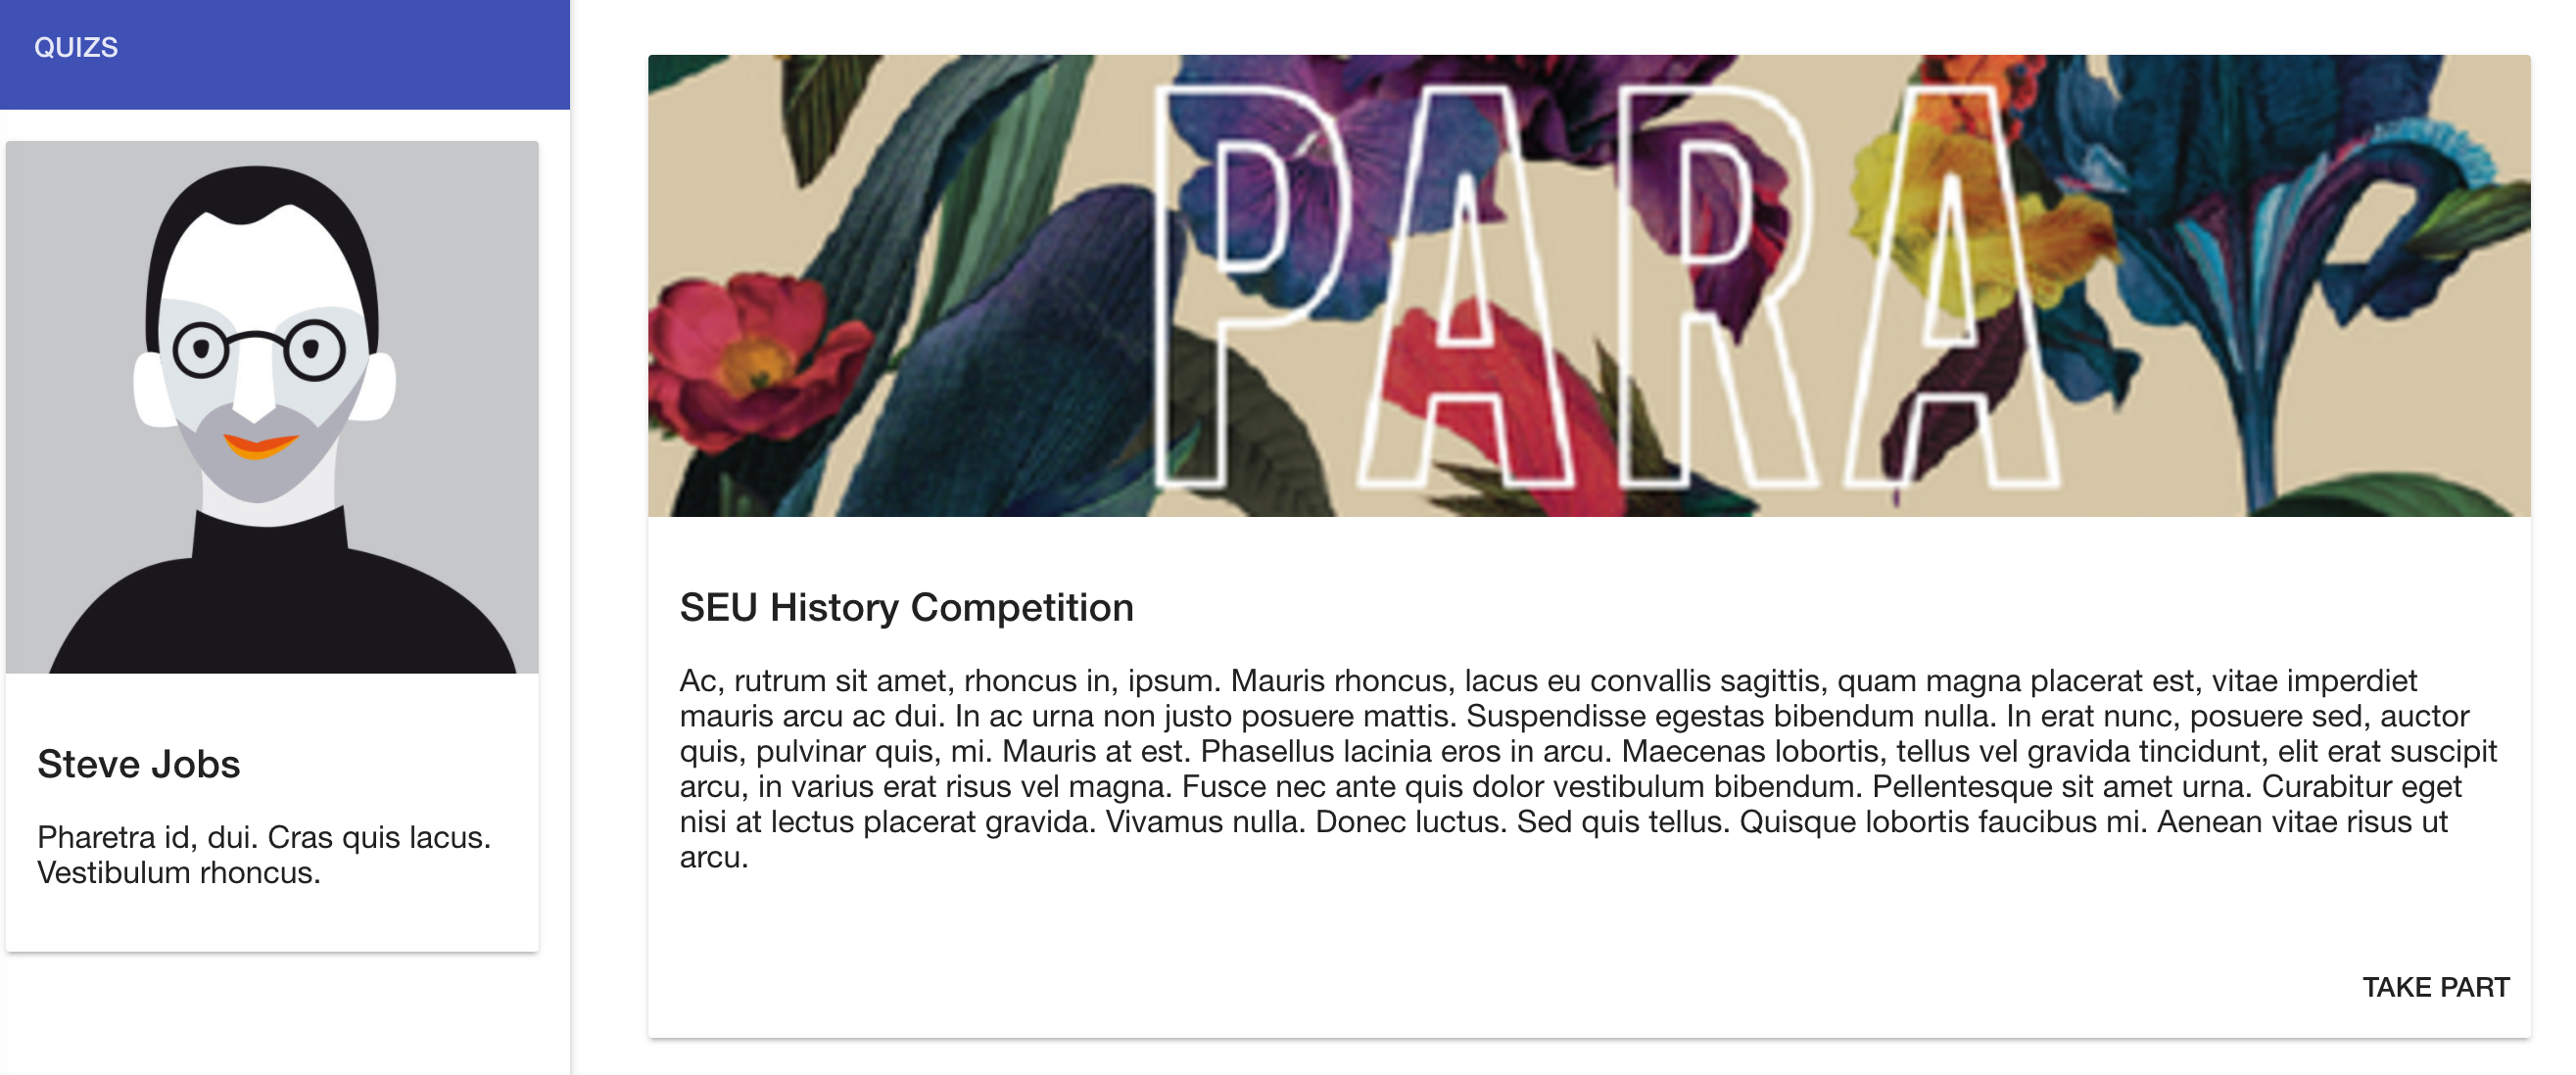 QUIZS
Steve Jobs
Pharetra id, dui. Cras quis lacus.
Vestibulum rhoncus.
PARA
SEU History Competition
Ac, rutrum sit amet, rhoncus in, ipsum. Mauris rhoncus, lacus eu convallis sagittis, quam magna placerat est, vitae imperdiet
mauris arcu ac dui. In ac urna non justo posuere mattis. Suspendisse egestas bibendum nulla. In erat nunc, posuere sed, auctor
quis, pulvinar quis, mi. Mauris at est. Phasellus lacinia eros in arcu. Maecenas lobortis, tellus vel gravida tincidunt, elit erat suscipit
arcu, in varius erat risus vel magna. Fusce nec ante quis dolor vestibulum bibendum. Pellentesque sit amet urna. Curabitur eget
nisi at lectus placerat gravida. Vivamus nulla. Donec luctus. Sed quis tellus. Quisque lobortis faucibus mi. Aenean vitae risus ut
arcu.
TAKE PART